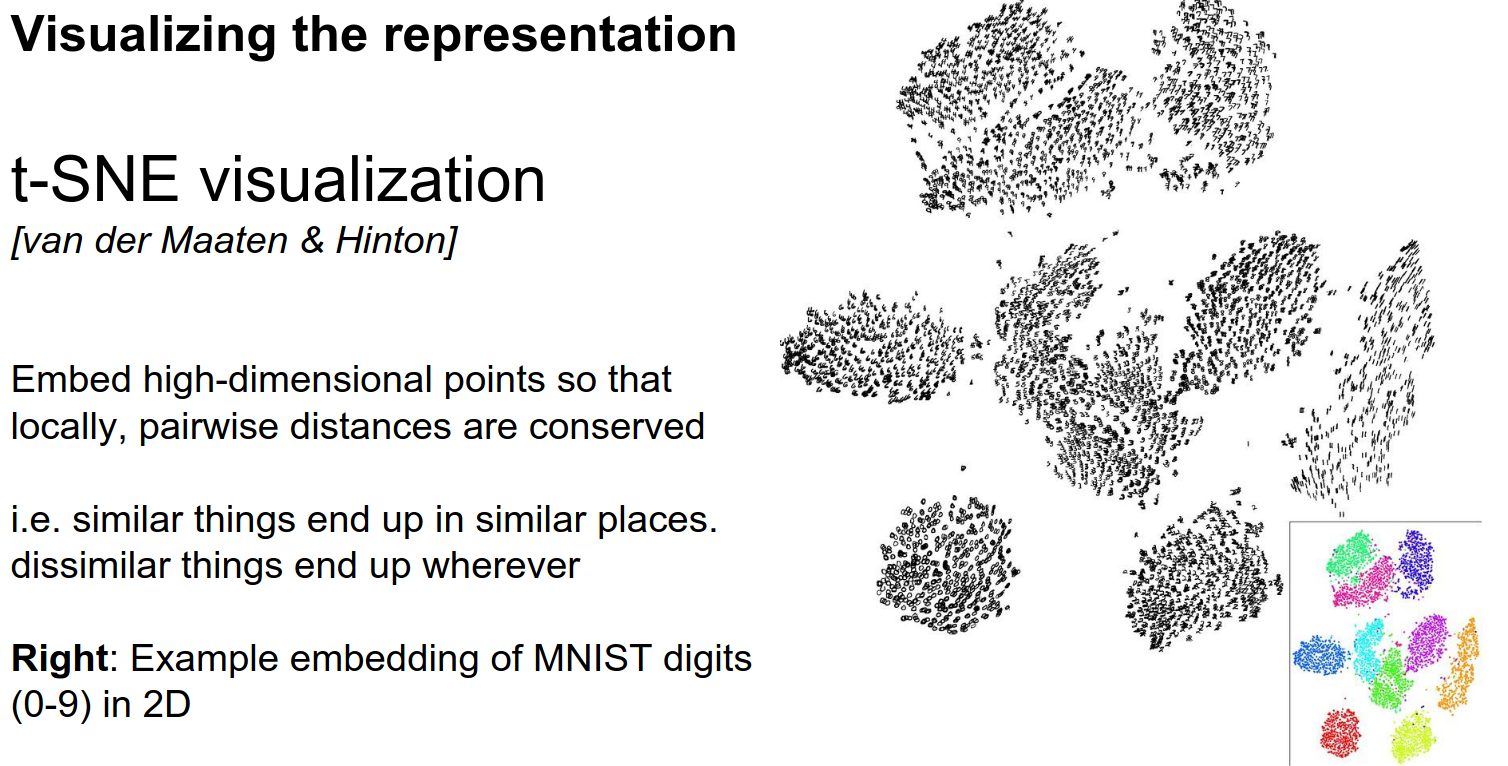 Visualizing the representation
t-SNE visualization
[van der Maaten & Hinton]
Embed high-dimensional points so that
locally, pairwise distances are conserved
i.e. similar things end up in similar places.
dissimilar things end up wherever
Right: Example embedding of MNIST digits
(0-9) in 2D